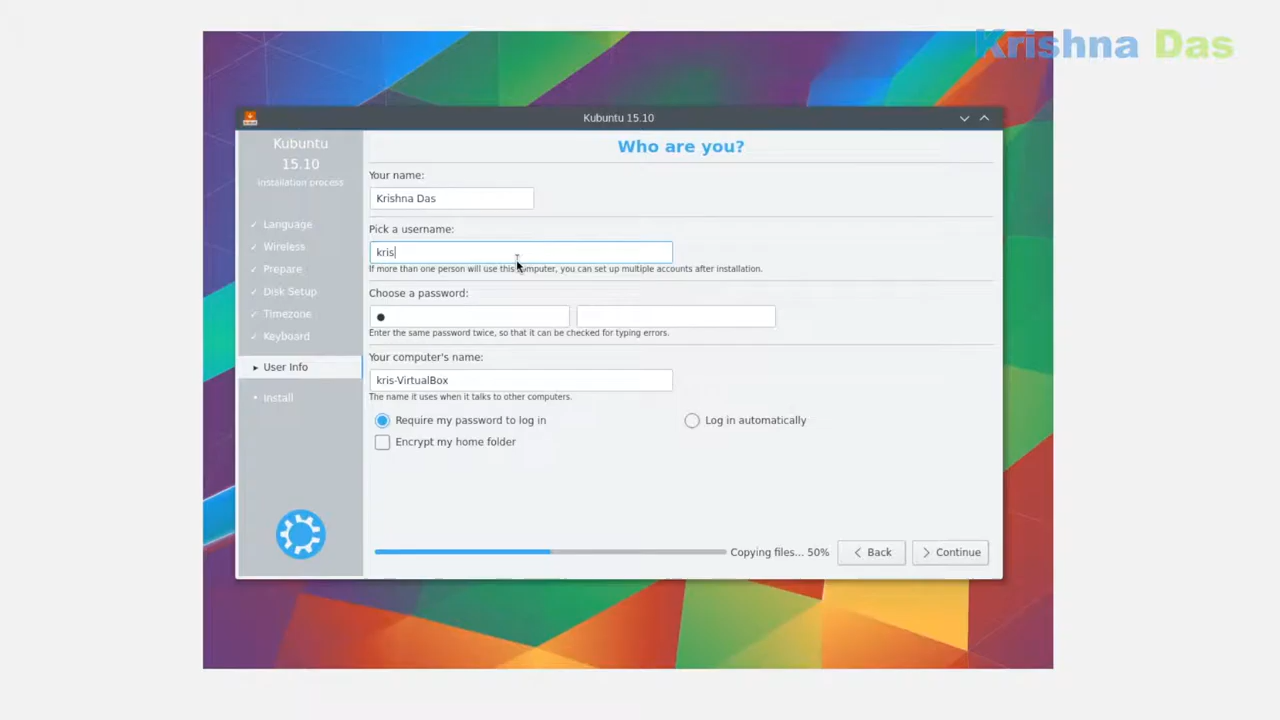 Krishna Das
Kubuntu 15.10
Kubuntu
15.10
Installation process
✓ Language
✓ Wireless
✓ Prepare
✓ Disk Setup
✓ Timezone
✓ Keyboard
▸ User Info
• Install
Who are you?
Your name:
Krishna Das
Pick a username:
kris
If more than one person will use this computer, you can set up multiple accounts after installation.
Choose a password:
●
Enter the same password twice, so that it can be checked for typing errors.
Your computer's name:
kris-VirtualBox
The name it uses when it talks to other computers.
Require my password to log in
Log in automatically
Encrypt my home folder
Copying files... 50%
Back
Continue